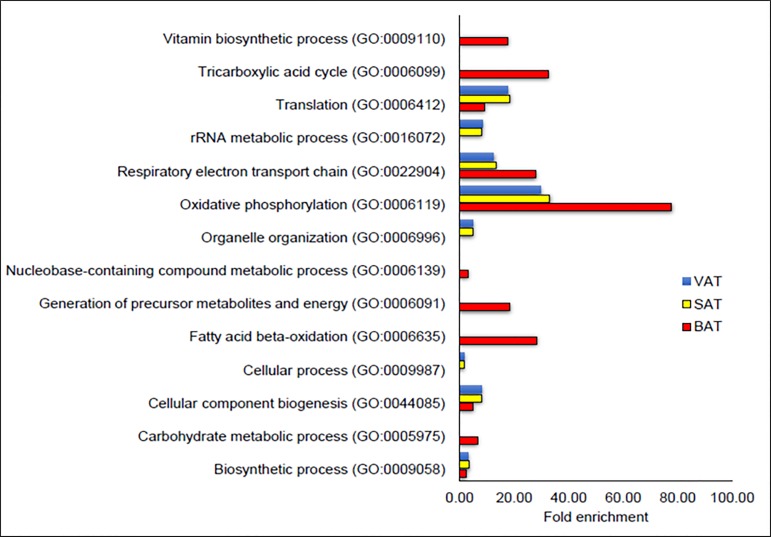 Vitamin biosynthetic process (GO:0009110)
Tricarboxylic acid cycle (GO:0006099)
Translation (GO:0006412)
rRNA metabolic process (GO:0016072)
Respiratory electron transport chain (GO:0022904)
Oxidative phosphorylation (GO:0006119)
Organelle organization (GO:0006996)
Nucleobase-containing compound metabolic process (GO:0006139)
Generation of precursor metabolites and energy (GO:0006091)
Fatty acid beta-oxidation (GO:0006635)
Cellular process (GO:0009987)
Cellular component biogenesis (GO:0044085)
Carbohydrate metabolic process (GO:0005975)
Biosynthetic process (GO:0009058)
VAT
SAT
BAT
0.00 20.00 40.00 60.00 80.00 100.00
Fold enrichment